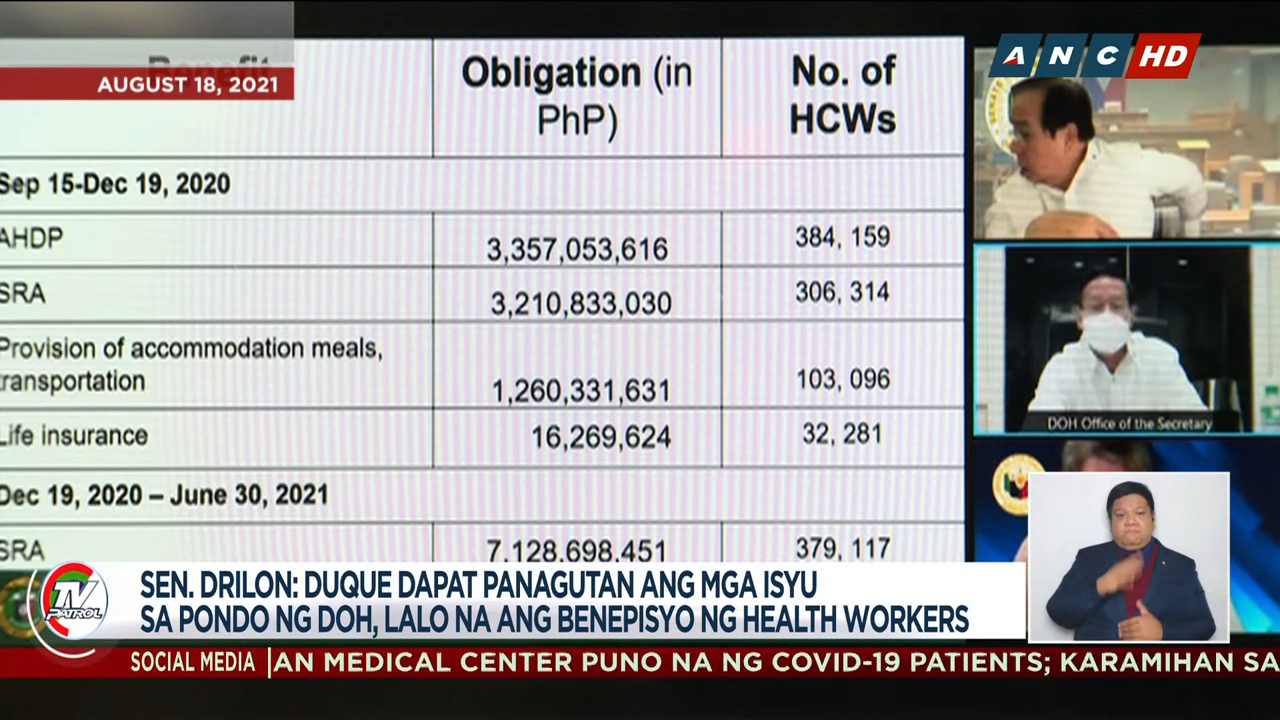 ANC HD
AUGUST 18, 2021
Benefit
Obligation (in PhP)
No. of HCWs
Sep 15-Dec 19, 2020
AHDP 3,357,053,616 384, 159
SRA 3,210,833,030 306, 314
Provision of accommodation meals,
transportation 1,260,331,631 103, 096
Life insurance 16,269,624 32, 281
Dec 19, 2020 – June 30, 2021
SRA 7,128,698,451 379, 117
DOH Office of the Secretary
TV PATROL
SEN. DRILON: DUQUE DAPAT PANAGUTAN ANG MGA ISYU
SA PONDO NG DOH, LALO NA ANG BENEPISYO NG HEALTH WORKERS
SOCIAL MEDIA AN MEDICAL CENTER PUNO NA NG COVID-19 PATIENTS; KARAMIHAN SA